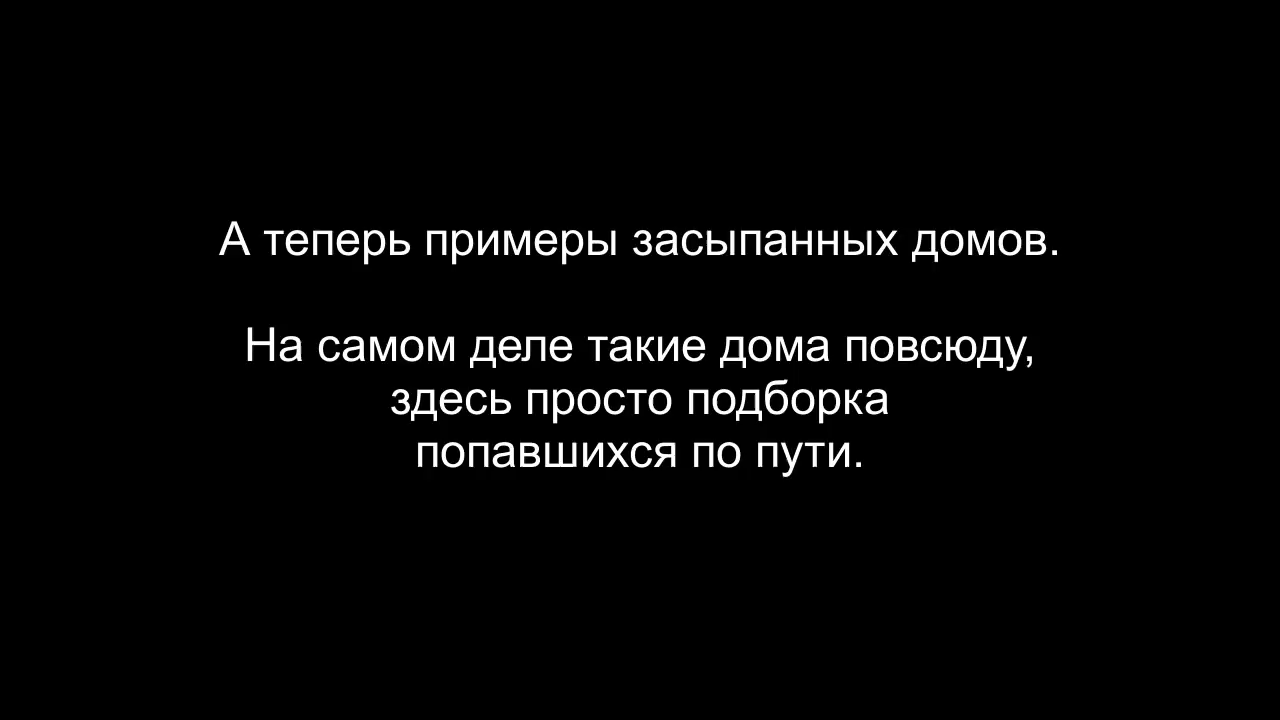 А теперь примеры засыпанных домов.
На самом деле такие дома повсюду,
здесь просто подборка
попавшихся по пути.